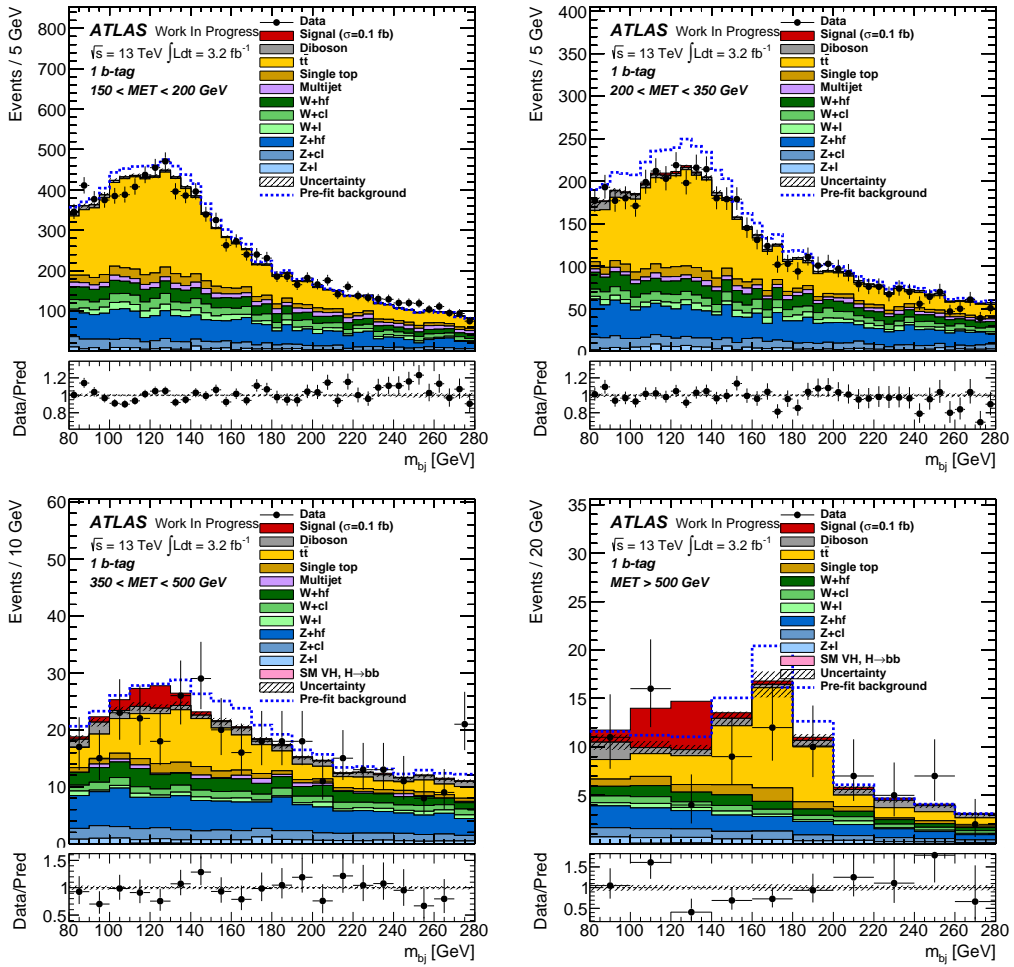 Events / 5 GeV
800
700
600
500
400
300
200
100
ATLAS Work In Progress
√s = 13 TeV ∫Ldt = 3.2 fb⁻¹
1 b-tag
150 < MET < 200 GeV
Data
Signal (σ=0.1 fb)
Diboson
tt̄
Single top
Multijet
W+hf
W+cl
W+l
Z+hf
Z+cl
Z+l
Uncertainty
Pre-fit background
Data/Pred
1.2
1
0.8
80 100 120 140 160 180 200 220 240 260 280
m_bj [GeV]
Events / 5 GeV
400
350
300
250
200
150
100
50
0
ATLAS Work In Progress
√s = 13 TeV ∫Ldt = 3.2 fb⁻¹
1 b-tag
200 < MET < 350 GeV
Data
Signal (σ=0.1 fb)
Diboson
tt̄
Single top
Multijet
W+hf
W+cl
W+l
Z+hf
Z+cl
Z+l
Uncertainty
Pre-fit background
Data/Pred
1.2
1
0.8
80 100 120 140 160 180 200 220 240 260 280
m_bj [GeV]
Events / 10 GeV
60
50
40
30
20
10
0
ATLAS Work In Progress
√s = 13 TeV ∫Ldt = 3.2 fb⁻¹
1 b-tag
350 < MET < 500 GeV
Data
Signal (σ=0.1 fb)
Diboson
tt̄
Single top
Multijet
W+hf
W+cl
W+l
Z+hf
Z+cl
Z+l
SM VH, H→bb
Uncertainty
Pre-fit background
Data/Pred
1.5
1
0.5
80 100 120 140 160 180 200 220 240 260 280
m_bj [GeV]
Events / 20 GeV
35
30
25
20
15
10
5
ATLAS Work In Progress
√s = 13 TeV ∫Ldt = 3.2 fb⁻¹
1 b-tag
MET > 500 GeV
Data
Signal (σ=0.1 fb)
Diboson
tt̄
Single top
W+hf
W+cl
W+l
Z+hf
Z+cl
Z+l
SM VH, H→bb
Uncertainty
Pre-fit background
Data/Pred
1.5
1
0.5
80 100 120 140 160 180 200 220 240 260 280
m_bj [GeV]